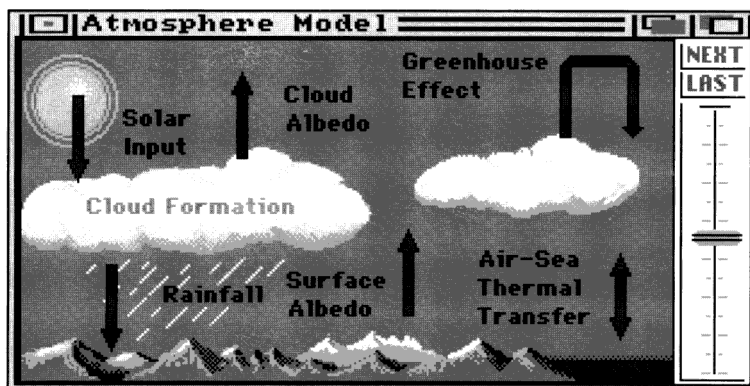 Atmosphere Model
NEXT
LAST
Solar
Input
Cloud
Albedo
Greenhouse
Effect
Cloud Formation
Rainfall
Surface
Albedo
Air-Sea
Thermal
Transfer